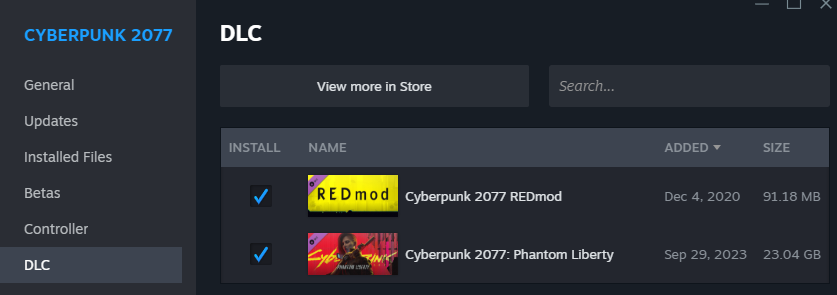 CYBERPUNK 2077
General
Updates
Installed Files
Betas
Controller
DLC
DLC
View more in Store
Search...
INSTALL NAME ADDED SIZE
REDmod Cyberpunk 2077 REDmod Dec 4, 2020 91.18 MB
PHANTOM LIBERTY Cyberpunk 2077: Phantom Liberty Sep 29, 2023 23.04 GB